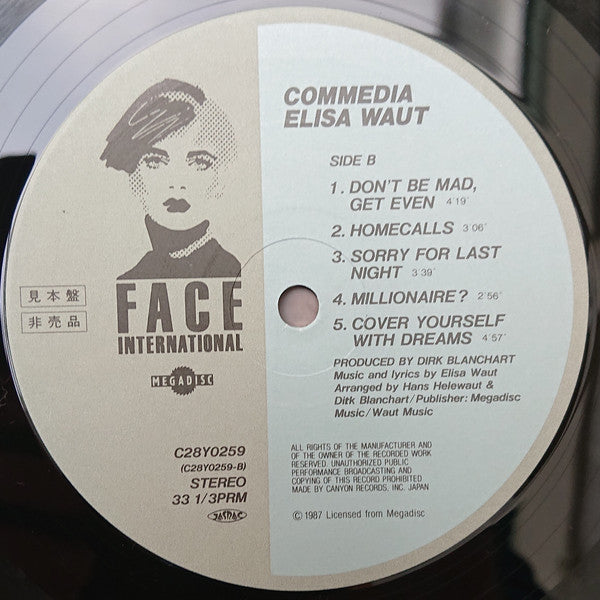 COMMEDIA
ELISA WAUT
SIDE B
1. DON'T BE MAD,
GET EVEN 4'19"
2. HOMECALLS 3'06"
3. SORRY FOR LAST
NIGHT 3'39"
4. MILLIONAIRE? 2'56"
5. COVER YOURSELF
WITH DREAMS 4'57"
PRODUCED BY DIRK BLANCHART
Music and lyrics by Elisa Waut
Arranged by Hans Helewaut &
Ditk Blanchart/Publisher: Megadisc
Music/Waut Music
ALL RIGHTS OF THE MANUFACTURER AND
OF THE OWNER OF THE RECORDED WORK
RESERVED. UNAUTHORIZED PUBLIC
PERFORMANCE BROADCASTING AND
COPYING OF THIS RECORD PROHIBITED
MADE BY CANYON RECORDS, INC. JAPAN
© 1987 Licensed from Megadisc
見本盤
非売品
FACE
INTERNATIONAL
MEGADISC
C28Y0259
(C28Y0259-B)
STEREO
33 1/3PRM
JASRAC